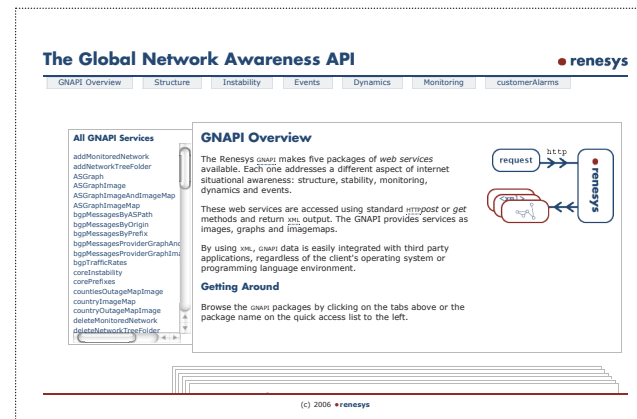 The Global Network Awareness API
renesys
GNAPI Overview Structure Instability Events Dynamics Monitoring customerAlarms
All GNAPI Services
addMonitoredNetwork
addNetworkTreeFolder
ASGraph
ASGraphImage
ASGraphImageAndImageMap
ASGraphImageMap
bgpMessagesByASPath
bgpMessagesByOrigin
bgpMessagesByPrefix
bgpMessagesProviderGraphAnd
bgpMessagesProviderGraphIma
bgpTrafficRates
coreInstability
corePrefixes
countiesOutageMapImage
countryImageMap
countryOutageMapImage
deleteMonitoredNetwork
deleteNetworkTreeFolder
GNAPI Overview
The Renesys GNAPI makes five packages of web services
available. Each one addresses a different aspect of internet
situational awareness: structure, stability, monitoring,
dynamics and events.
These web services are accessed using standard HTTPpost or get
methods and return XML output. The GNAPI provides services as
images, graphs and imagemaps.
By using XML, GNAPI data is easily integrated with third party
applications, regardless of the client's operating system or
programming language environment.
Getting Around
Browse the GNAPI packages by clicking on the tabs above or the
package name on the quick access list to the left.
http
request
<xml>
renesys
(c) 2006 renesys